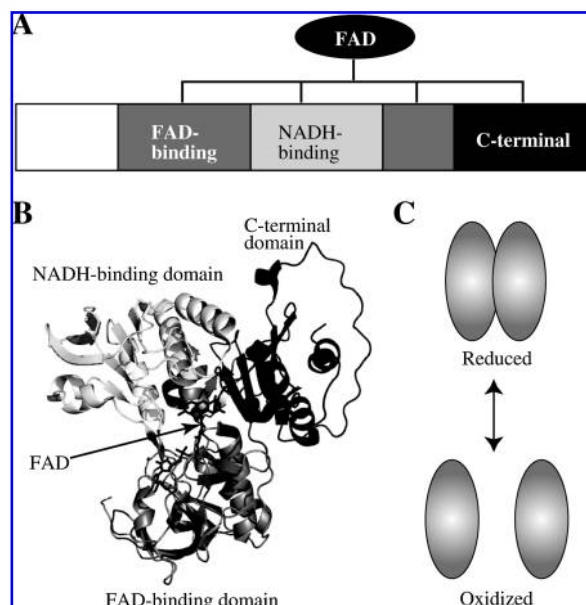 A
FAD
FAD-
binding
NADH-
binding
C-terminal
B
C-terminal
domain
NADH-binding domain
FAD
FAD-binding domain
C
Reduced
Oxidized